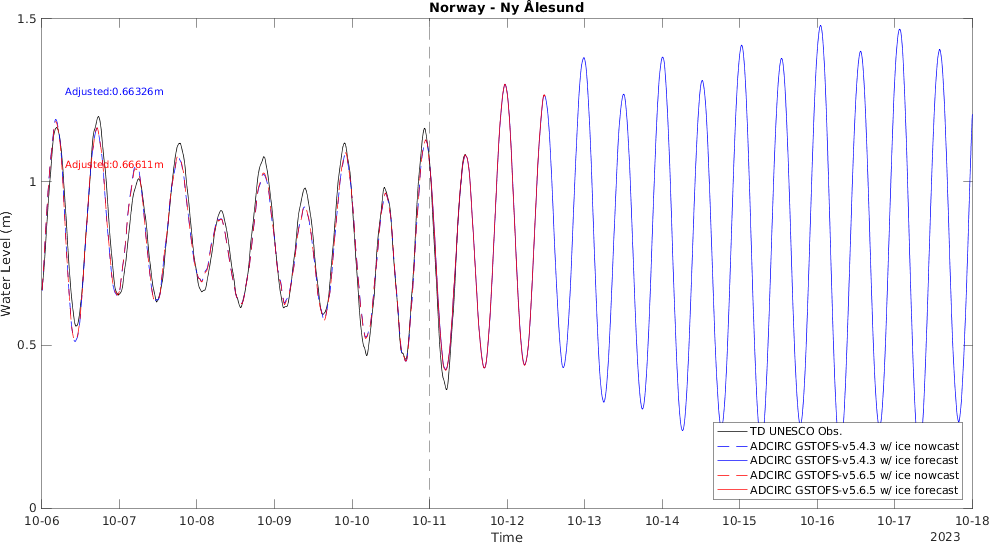 Norway - Ny Ålesund
1.5
Adjusted:0.66326m
Adjusted:0.66611m
1
Water Level (m)
0.5
TD UNESCO Obs.
ADCIRC GSTOFS-v5.4.3 w/ ice nowcast
ADCIRC GSTOFS-v5.4.3 w/ ice forecast
ADCIRC GSTOFS-v5.6.5 w/ ice nowcast
ADCIRC GSTOFS-v5.6.5 w/ ice forecast
0
10-06 10-07 10-08 10-09 10-10 10-11 10-12 10-13 10-14 10-15 10-16 10-17 10-18
Time
2023